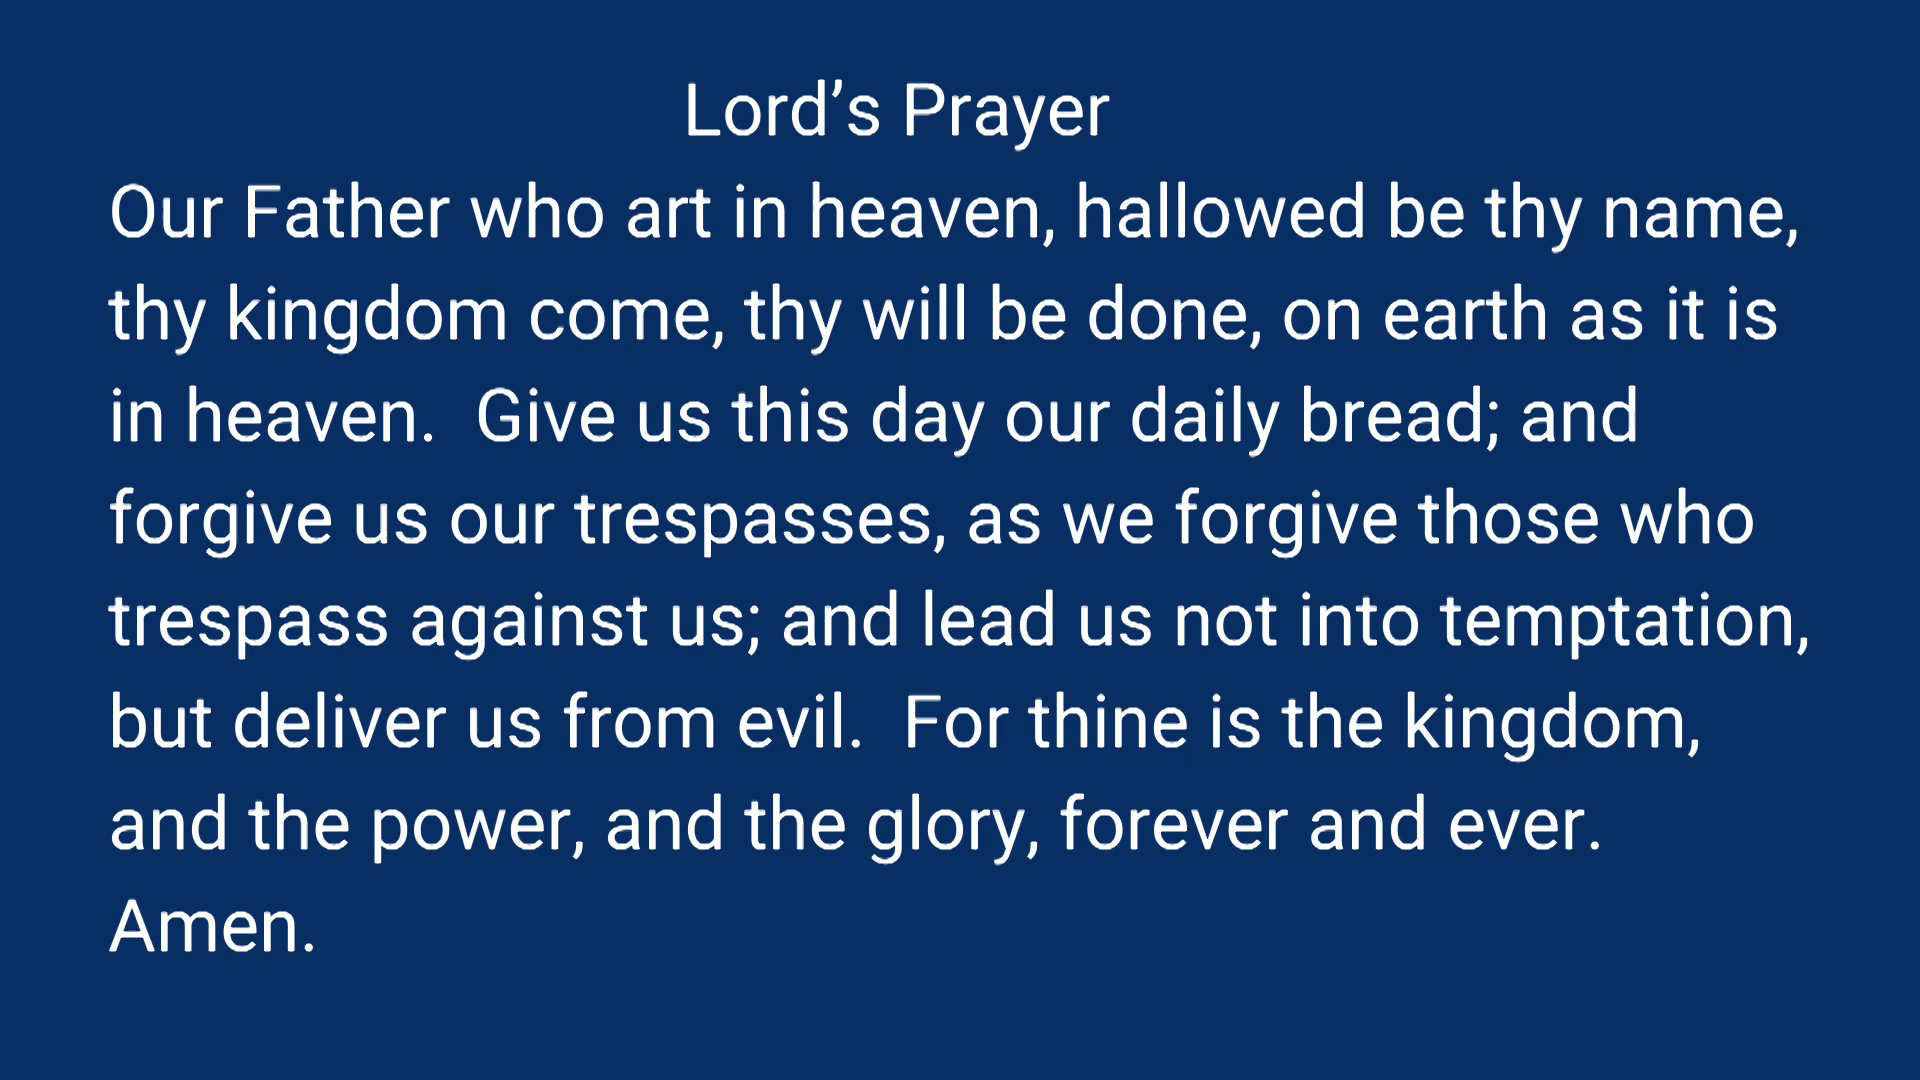 Lord’s Prayer
Our Father who art in heaven, hallowed be thy name,
thy kingdom come, thy will be done, on earth as it is
in heaven.  Give us this day our daily bread; and
forgive us our trespasses, as we forgive those who
trespass against us; and lead us not into temptation,
but deliver us from evil.  For thine is the kingdom,
and the power, and the glory, forever and ever.
Amen.